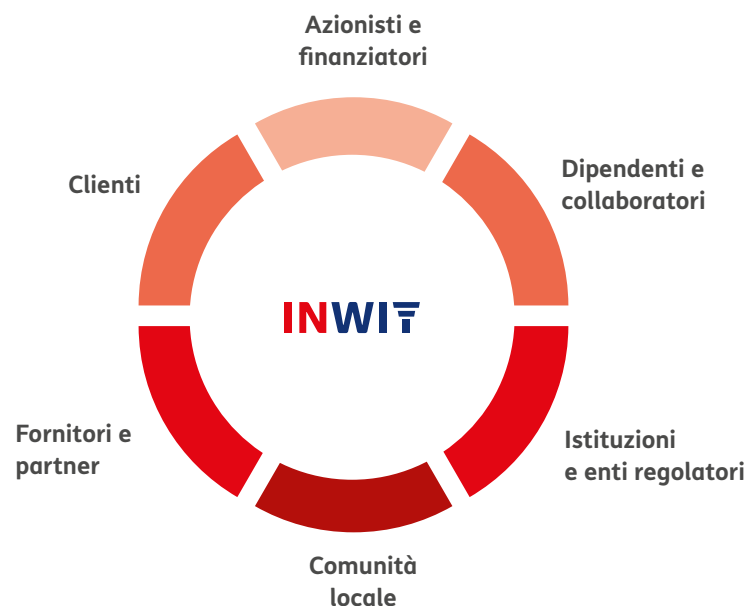 Azionisti e
finanziatori
Clienti
Dipendenti e
collaboratori
INWIT
Fornitori e
partner
Istituzioni
e enti regolatori
Comunità
locale